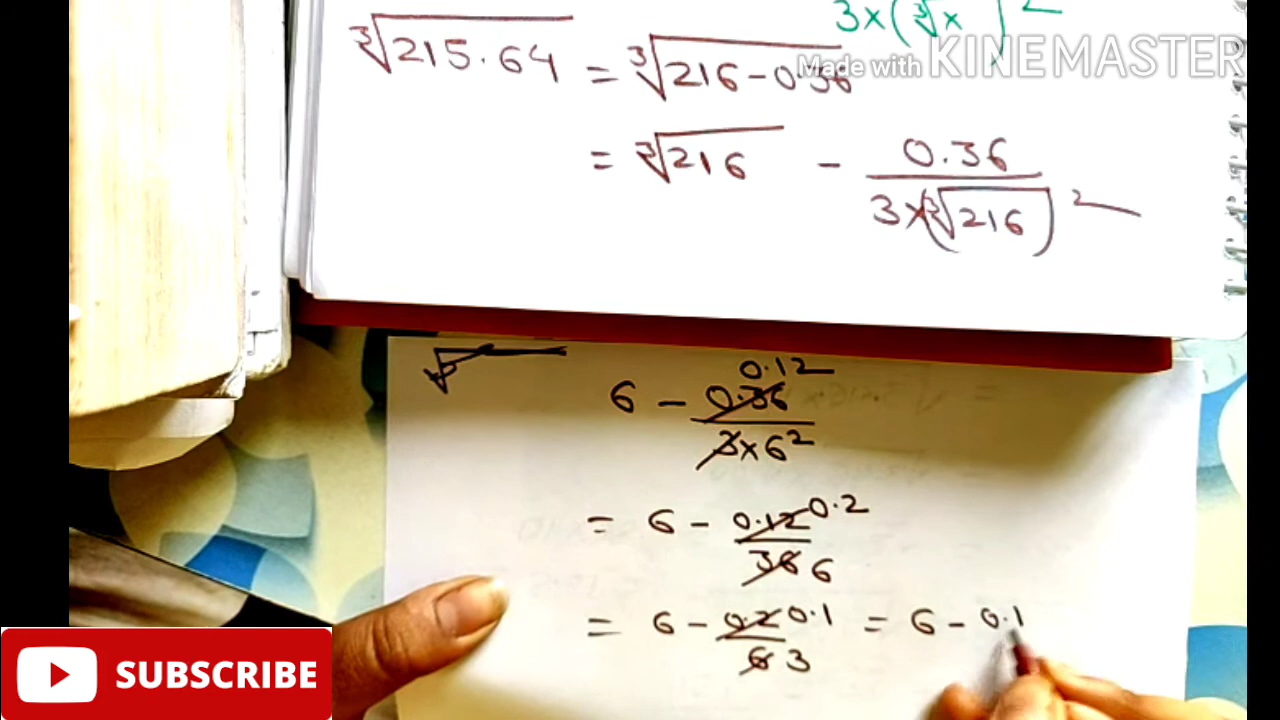 3×(∛x)²
∛215.64 = ∛216-0.36
Made with KINEMASTER
= ∛216 - 0.36/3×(∛216)²
6 - 0.36/3×6² 0.12
= 6 - 0.12/36 0.2/6
= 6 - 0.2/6 0.1/3 = 6 - 0.1
SUBSCRIBE